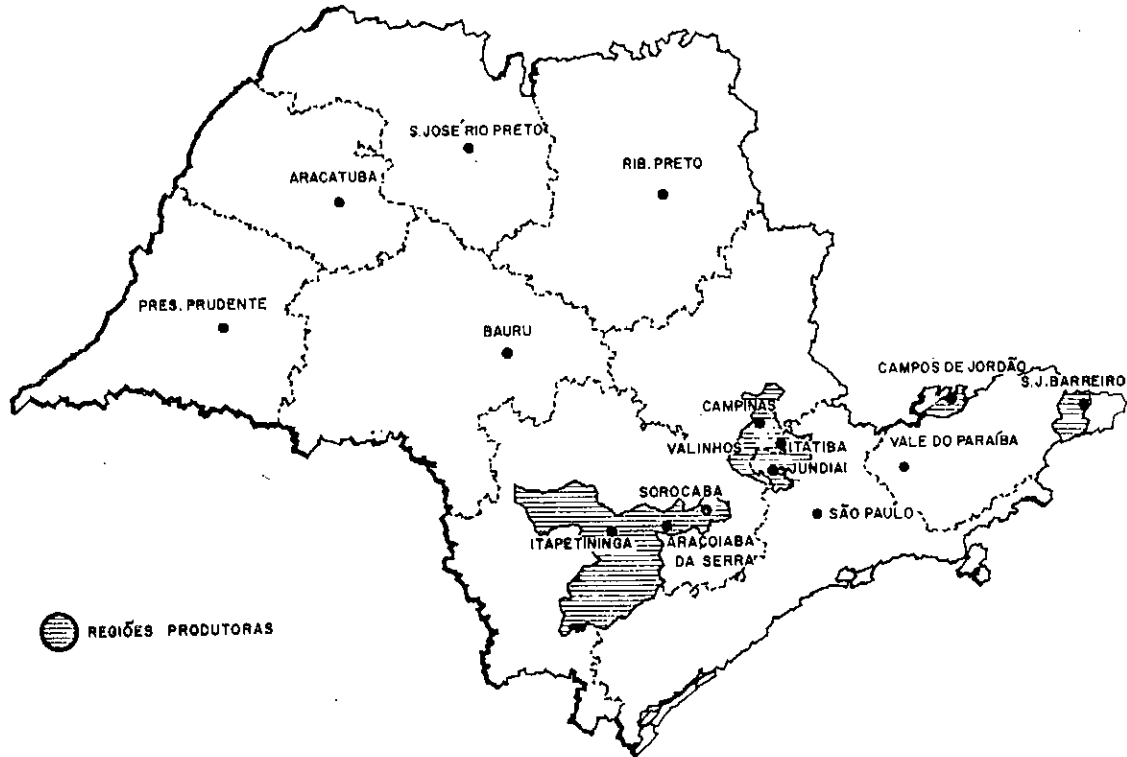 S. JOSÉ RIO PRETO
RIB. PRETO
ARACATUBA
PRES. PRUDENTE
BAURU
CAMPOS DE JORDÃO
S.J. BARREIRO
CAMPINAS
VALINHOS
ITATIBA
VALE DO PARAÍBA
JUNDIAI
SOROCABA
SÃO PAULO
ITAPETININGA
ARAÇOIABA
DA SERRA
REGIÕES PRODUTORAS